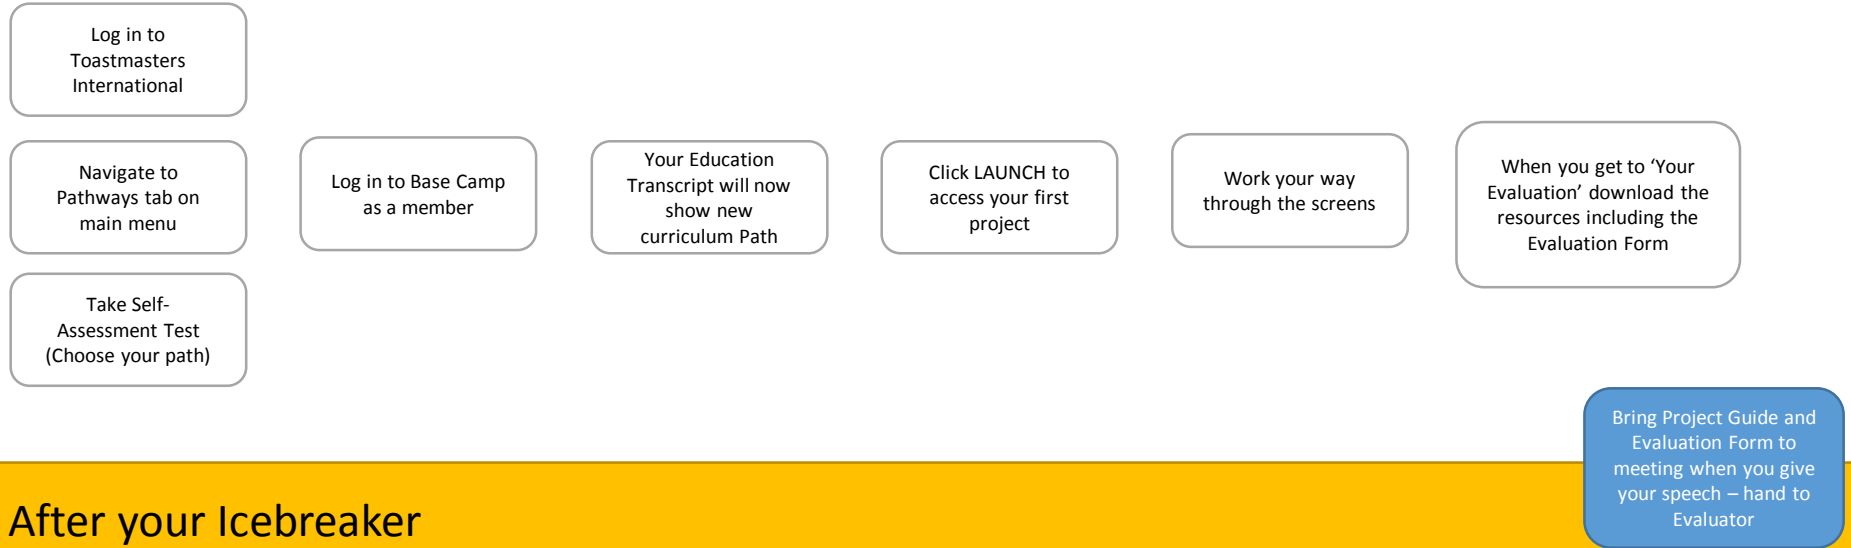 Log in to
Toastmasters
International
Navigate to
Pathways tab on
main menu
Take Self-
Assessment Test
(Choose your path)
Log in to Base Camp
as a member
Your Education
Transcript will now
show new
curriculum Path
Click LAUNCH to
access your first
project
Work your way
through the screens
When you get to ‘Your
Evaluation’ download the
resources including the
Evaluation Form
Bring Project Guide and
Evaluation Form to
meeting when you give
your speech – hand to
Evaluator
After your Icebreaker